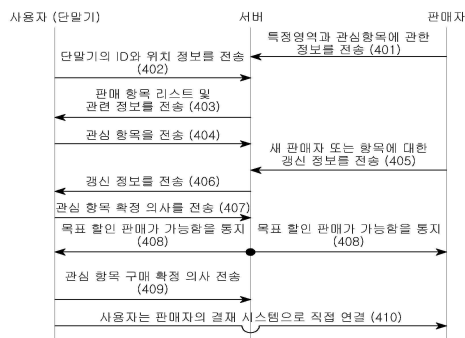 사용자 (단말기)
서버
판매자
특정영역과 관심항목에 관한
정보를 전송 (401)
단말기의 ID와 위치 정보를 전송
(402)
판매 항목 리스트 및
관련 정보를 전송 (403)
관심 항목을 전송 (404)
새 판매자 또는 항목에 대한
갱신 정보를 전송 (405)
갱신 정보를 전송 (406)
관심 항목 확정 의사를 전송 (407)
목표 할인 판매가 가능함을 통지
(408)
목표 할인 판매가 가능함을 통지
(408)
관심 항목 구매 확정 의사 전송
(409)
사용자는 판매자의 결재 시스템으로 직접 연결 (410)